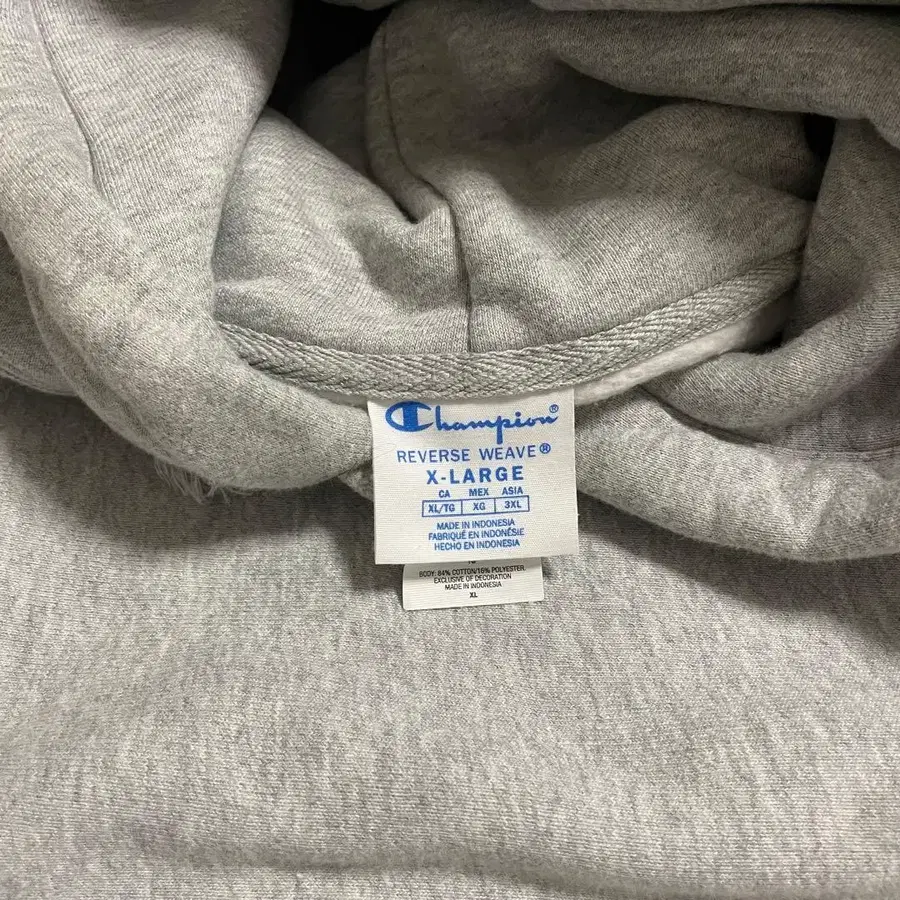 Champion®
REVERSE WEAVE®
X-LARGE
CA MEX ASIA
XL/TG XG 3XL
MADE IN INDONESIA
FABRIQUÉ EN INDONÉSIE
HECHO EN INDONESIA
BODY: 84% COTTON/16% POLYESTER.
EXCLUSIVE OF DECORATION
MADE IN INDONESIA
XL